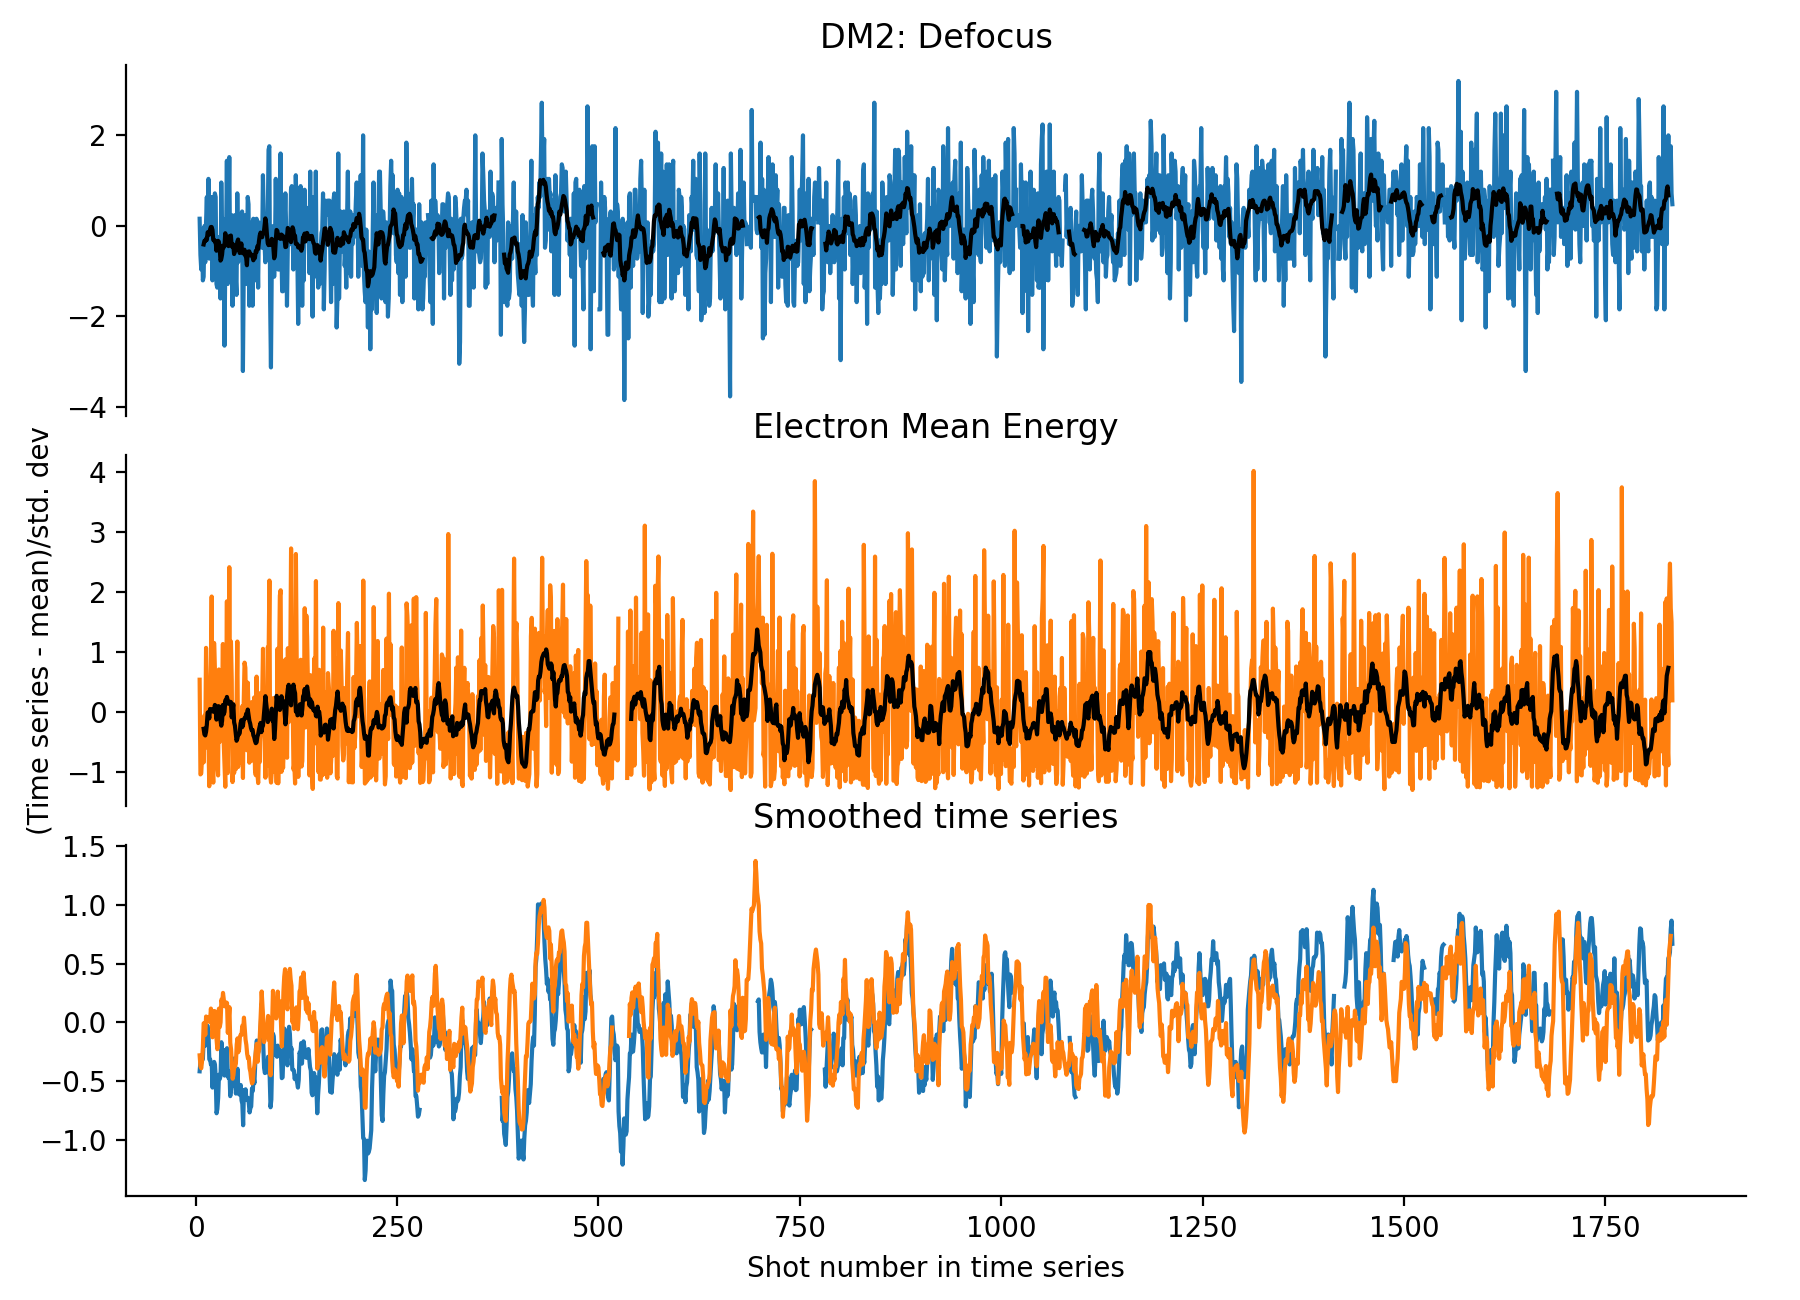 DM2: Defocus
2
0
−2
−4
Electron Mean Energy
4
3
2
1
0
−1
(Time series - mean)/std. dev
Smoothed time series
1.5
1.0
0.5
0.0
−0.5
−1.0
0 250 500 750 1000 1250 1500 1750
Shot number in time series